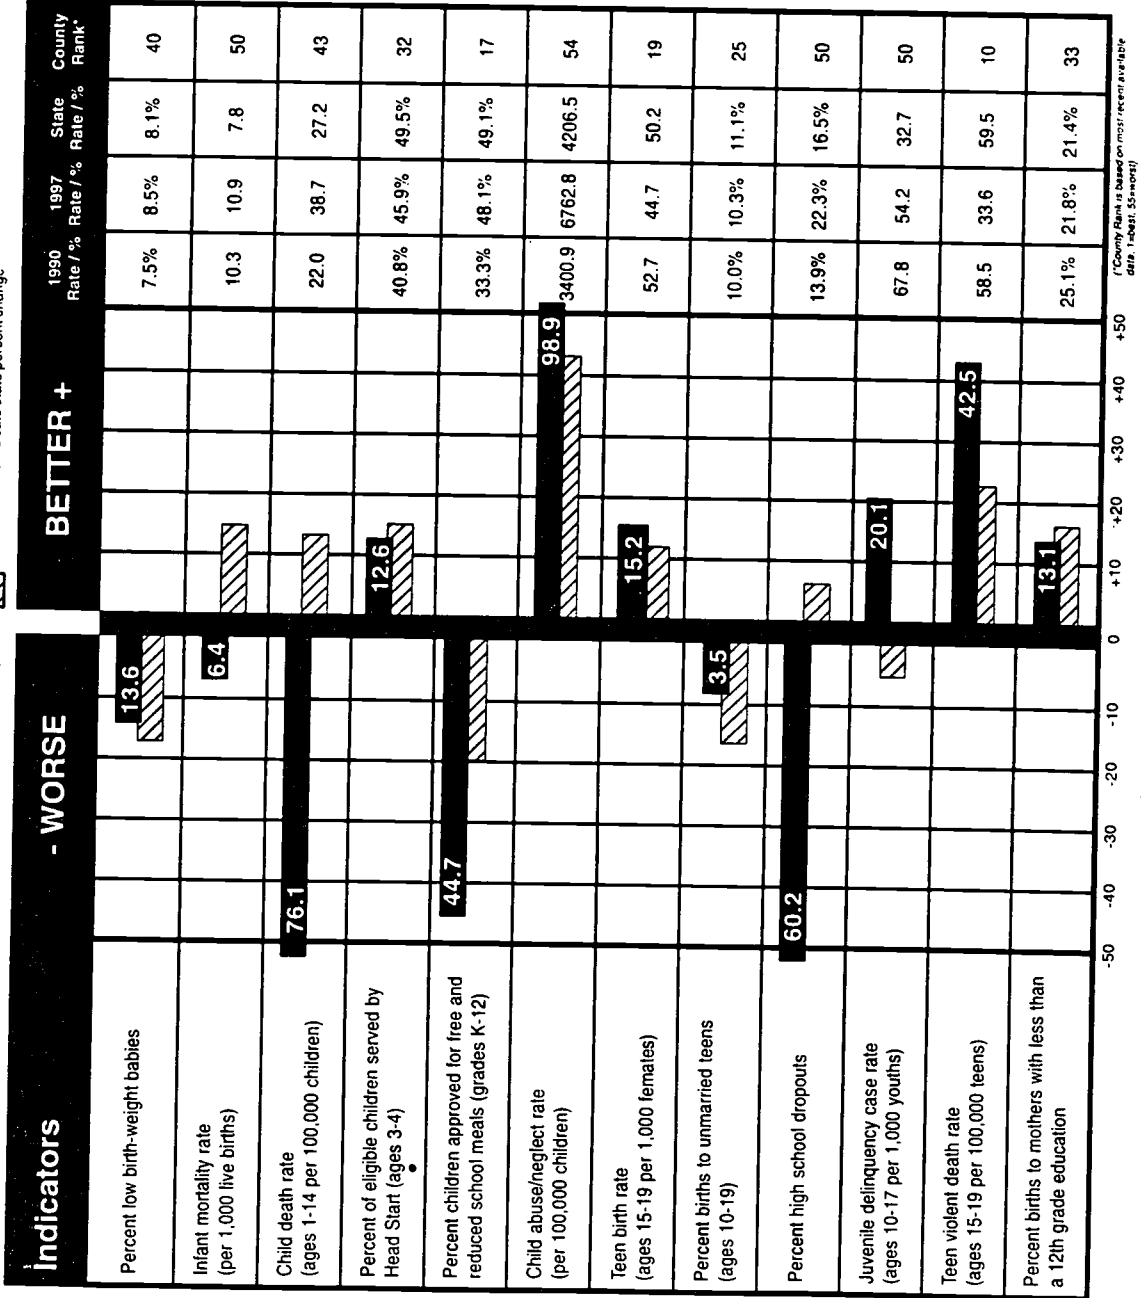 Indicators
- WORSE
BETTER +
1990
Rate / %
1997
Rate / %
State
Rate / %
County
Rank*
Percent low birth-weight babies
13.6
7.5%
8.5%
8.1%
40
Infant mortality rate
(per 1,000 live births)
6.4
10.3
10.9
7.8
50
Child death rate
(ages 1-14 per 100,000 children)
76.1
22.0
38.7
27.2
43
Percent of eligible children served by
Head Start (ages 3-4)
12.6
40.8%
45.9%
49.5%
32
Percent children approved for free and
reduced school meals (grades K-12)
44.7
33.3%
48.1%
49.1%
17
Child abuse/neglect rate
(per 100,000 children)
98.9
3400.9
6762.8
4206.5
54
Teen birth rate
(ages 15-19 per 1,000 females)
15.2
52.7
44.7
50.2
19
Percent births to unmarried teens
(ages 10-19)
3.5
10.0%
10.3%
11.1%
25
Percent high school dropouts
60.2
13.9%
22.3%
16.5%
50
Juvenile delinquency case rate
(ages 10-17 per 1,000 youths)
20.1
67.8
54.2
32.7
50
Teen violent death rate
(ages 15-19 per 100,000 teens)
42.5
58.5
33.6
59.5
10
Percent births to mothers with less than
a 12th grade education
13.1
25.1%
21.8%
21.4%
33
-50
-40
-30
-20
-10
0
+10
+20
+30
+40
+50
(*County Rank is based on most recent available
data. 1=best, 55=worst)